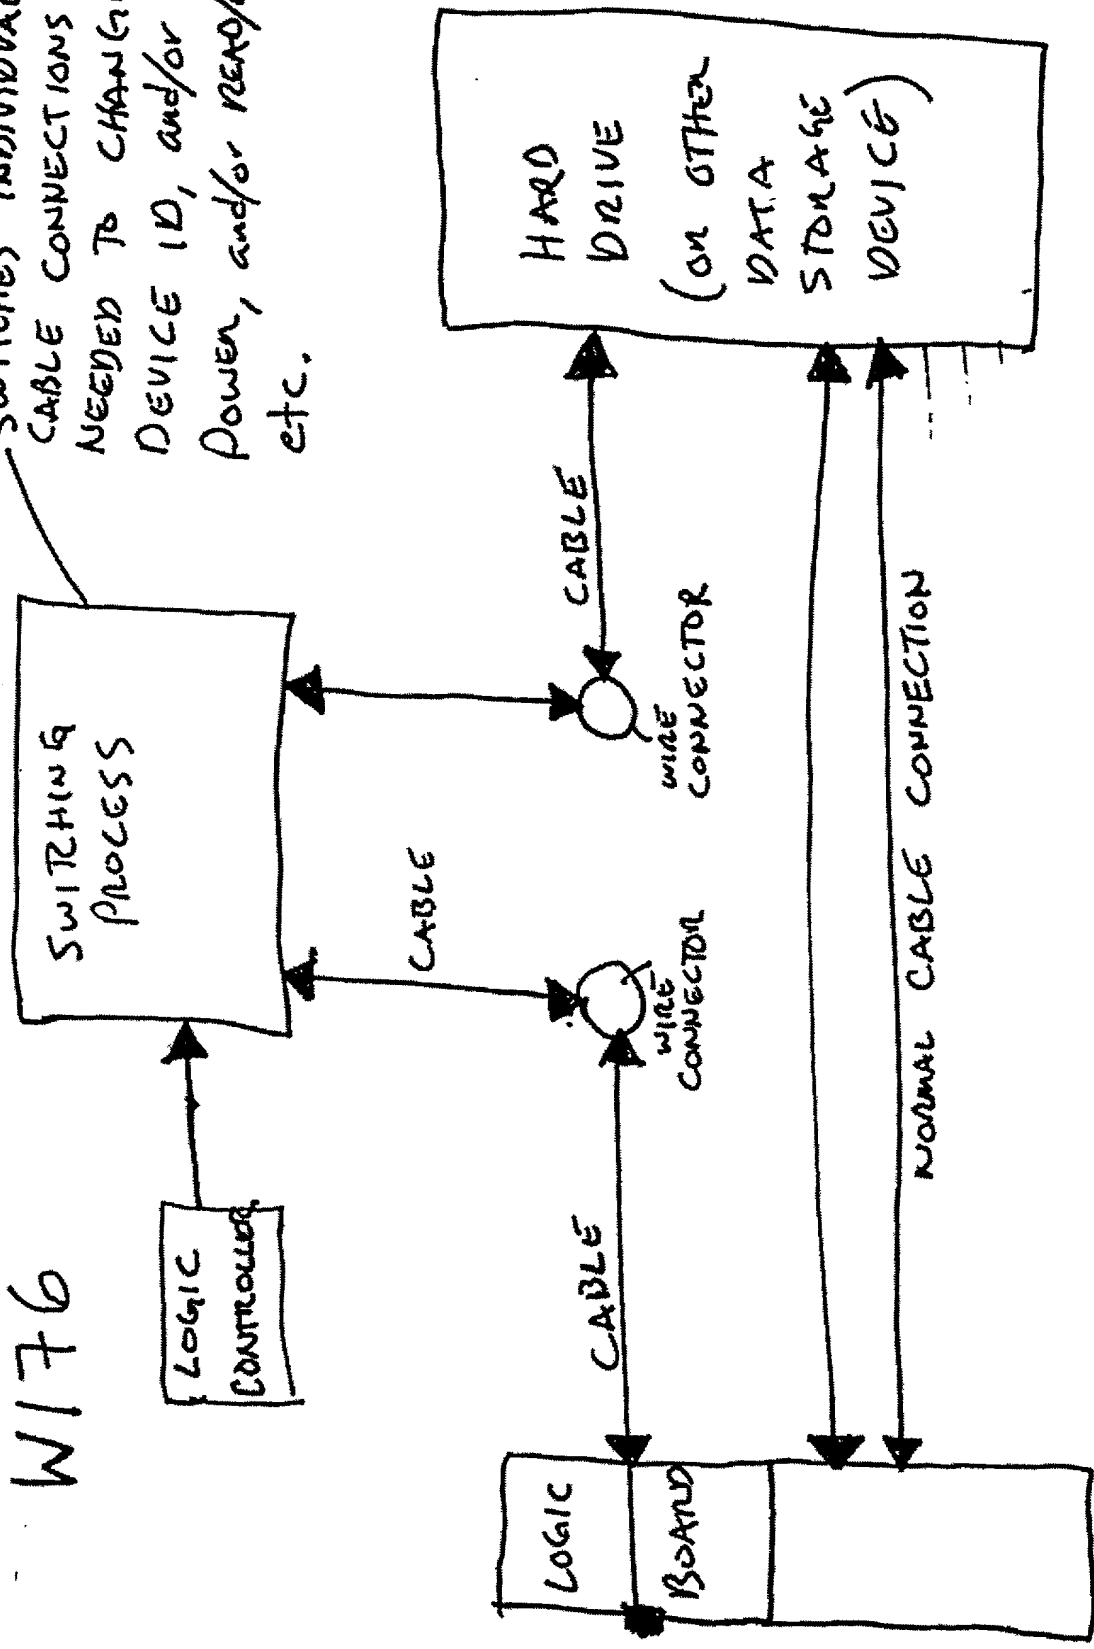 W176
SWITCHES INDIVIDUAL
CABLE CONNECTIONS
NEEDED TO CHANGE
DEVICE ID, and/or
Power, and/or READ/
etc.
SWITCHING
PROCESS
LOGIC
CONTROLLER
CABLE
CABLE
CABLE
WIRE
CONNECTOR
WIRE
CONNECTOR
HARD
DRIVE
(OR OTHER
DATA
STORAGE
DEVICE)
LOGIC
BOARD
NORMAL CABLE CONNECTION